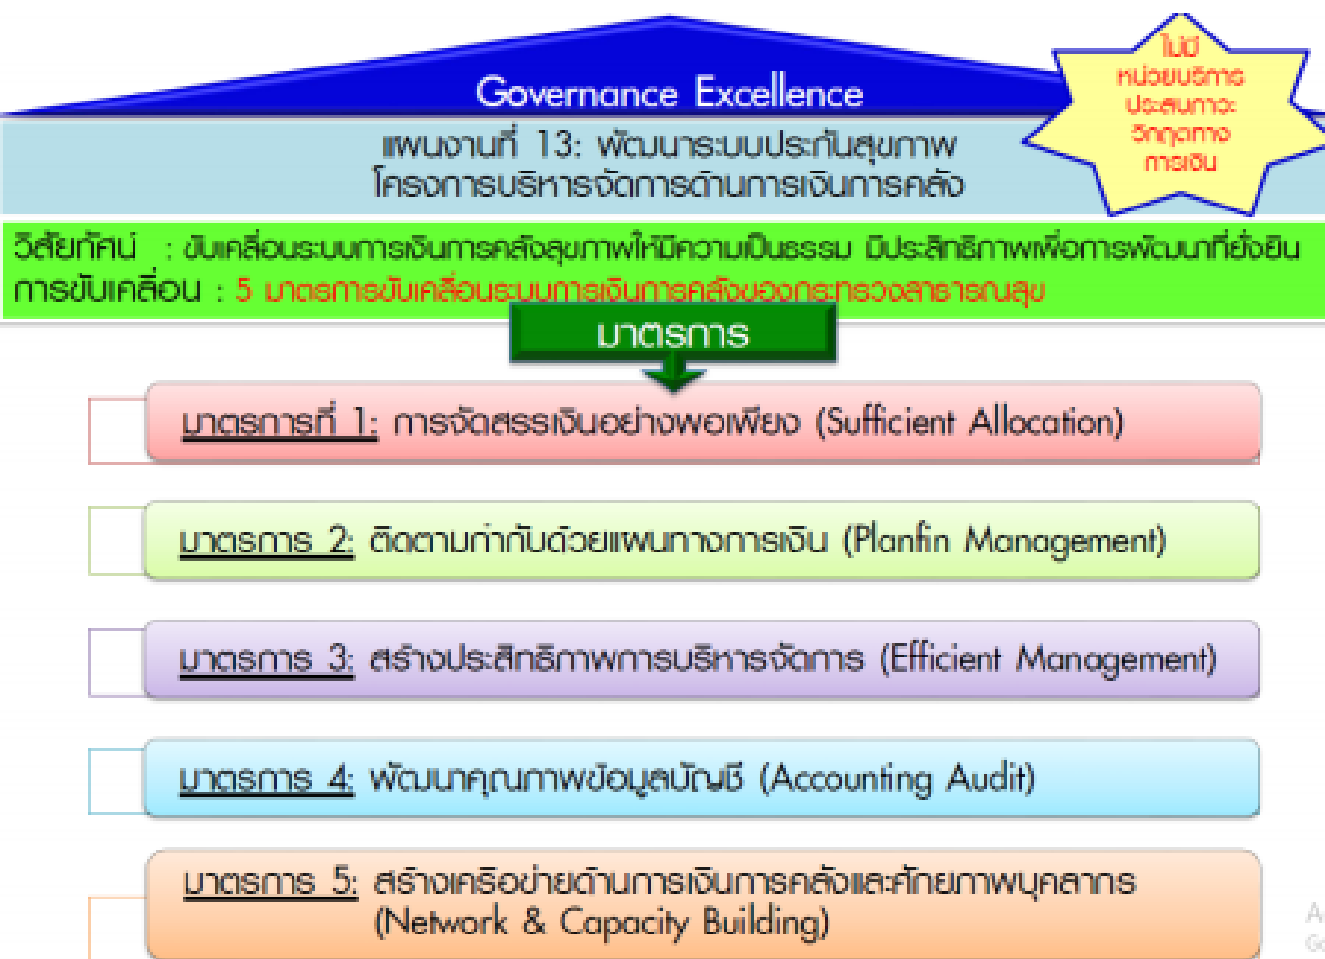 Governance Excellence
ไม่มี
หน่วยบริการ
ประสบภาวะ
วิกฤตทาง
การเงิน
แผนงานที่ 13: พัฒนาระบบประกันสุขภาพ
โครงการบริหารจัดการด้านการเงินการคลัง
วิสัยทัศน์ : ขับเคลื่อนระบบการเงินการคลังสุขภาพให้มีความเป็นธรรม มีประสิทธิภาพเพื่อการพัฒนาที่ยั่งยืน
การขับเคลื่อน : 5 มาตรการขับเคลื่อนระบบการเงินการคลังของกระทรวงสาธารณสุข
มาตรการ
มาตรการที่ 1: การจัดสรรเงินอย่างพอเพียง (Sufficient Allocation)
มาตรการ 2: ติดตามกำกับด้วยแผนทางการเงิน (Planfin Management)
มาตรการ 3: สร้างประสิทธิภาพการบริหารจัดการ (Efficient Management)
มาตรการ 4: พัฒนาคุณภาพข้อมูลบัญชี (Accounting Audit)
มาตรการ 5: สร้างเครือข่ายด้านการเงินการคลังและศักยภาพบุคลากร
(Network & Capacity Building)